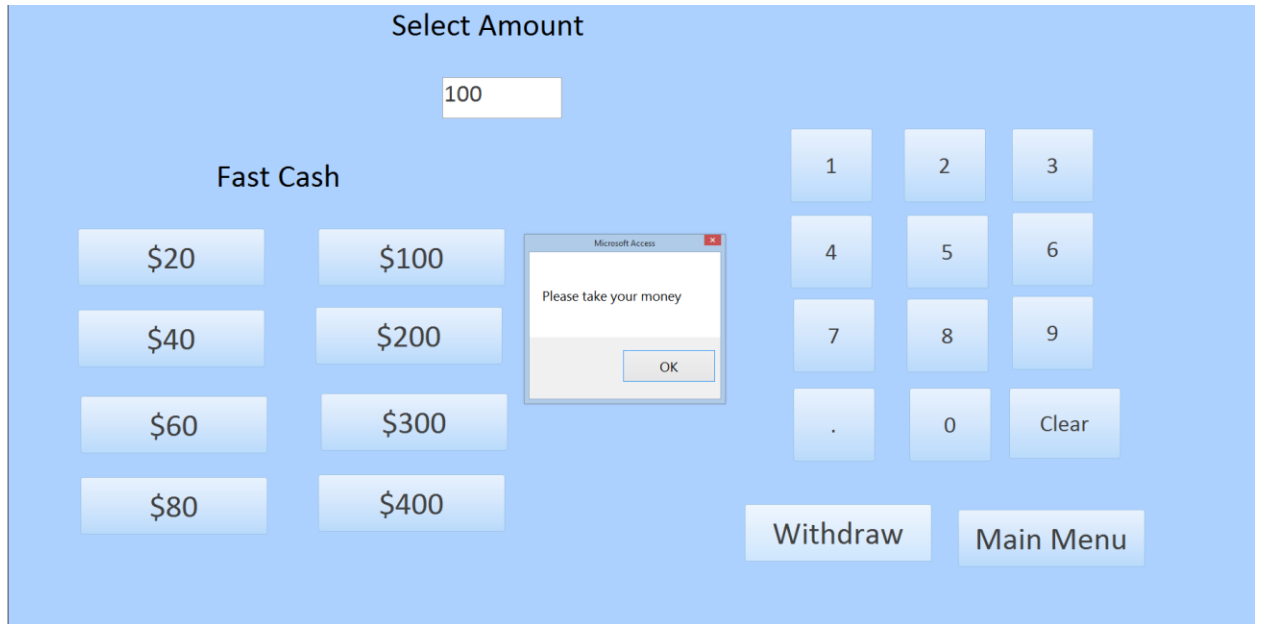 Select Amount
100
Fast Cash
$20
$100
$40
$200
$60
$300
$80
$400
Microsoft Access
Please take your money
OK
1
2
3
4
5
6
7
8
9
.
0
Clear
Withdraw
Main Menu